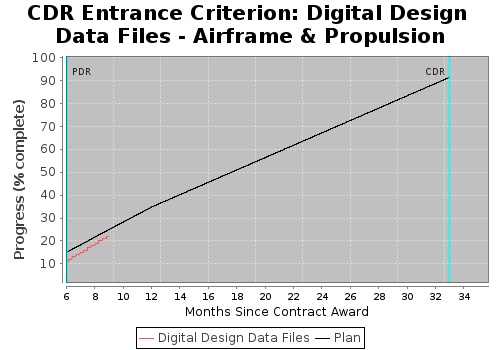 CDR Entrance Criterion: Digital Design
Data Files - Airframe & Propulsion
100
90
80
70
60
50
40
30
20
10
Progress (% complete)
PDR
CDR
6 8 10 12 14 16 18 20 22 24 26 28 30 32 34
Months Since Contract Award
Digital Design Data Files Plan